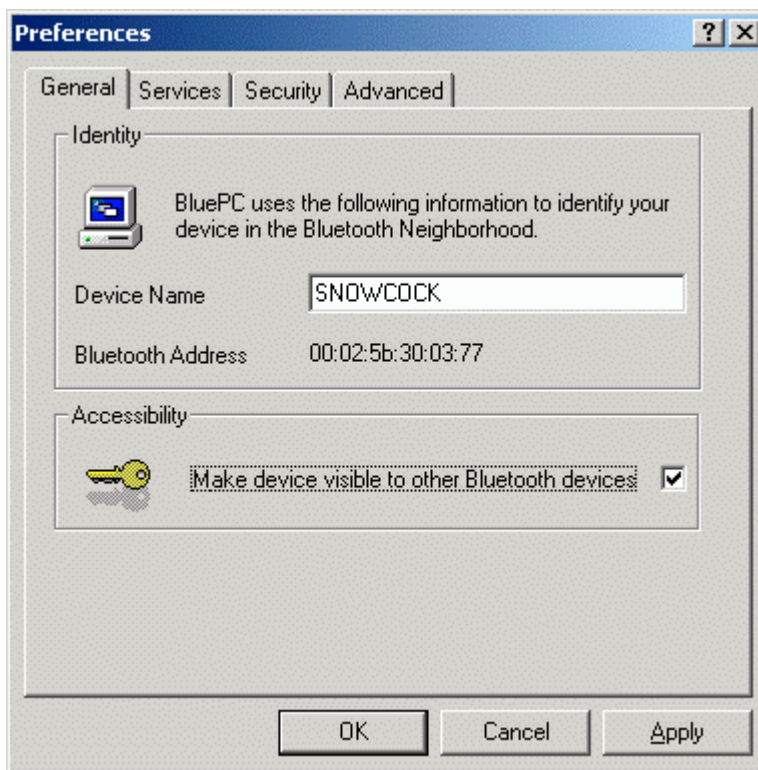 Preferences
General Services Security Advanced
Identity
BluePC uses the following information to identify your
device in the Bluetooth Neighborhood.
Device Name SNOWCOCK
Bluetooth Address 00:02:5b:30:03:77
Accessibility
Make device visible to other Bluetooth devices
OK Cancel Apply